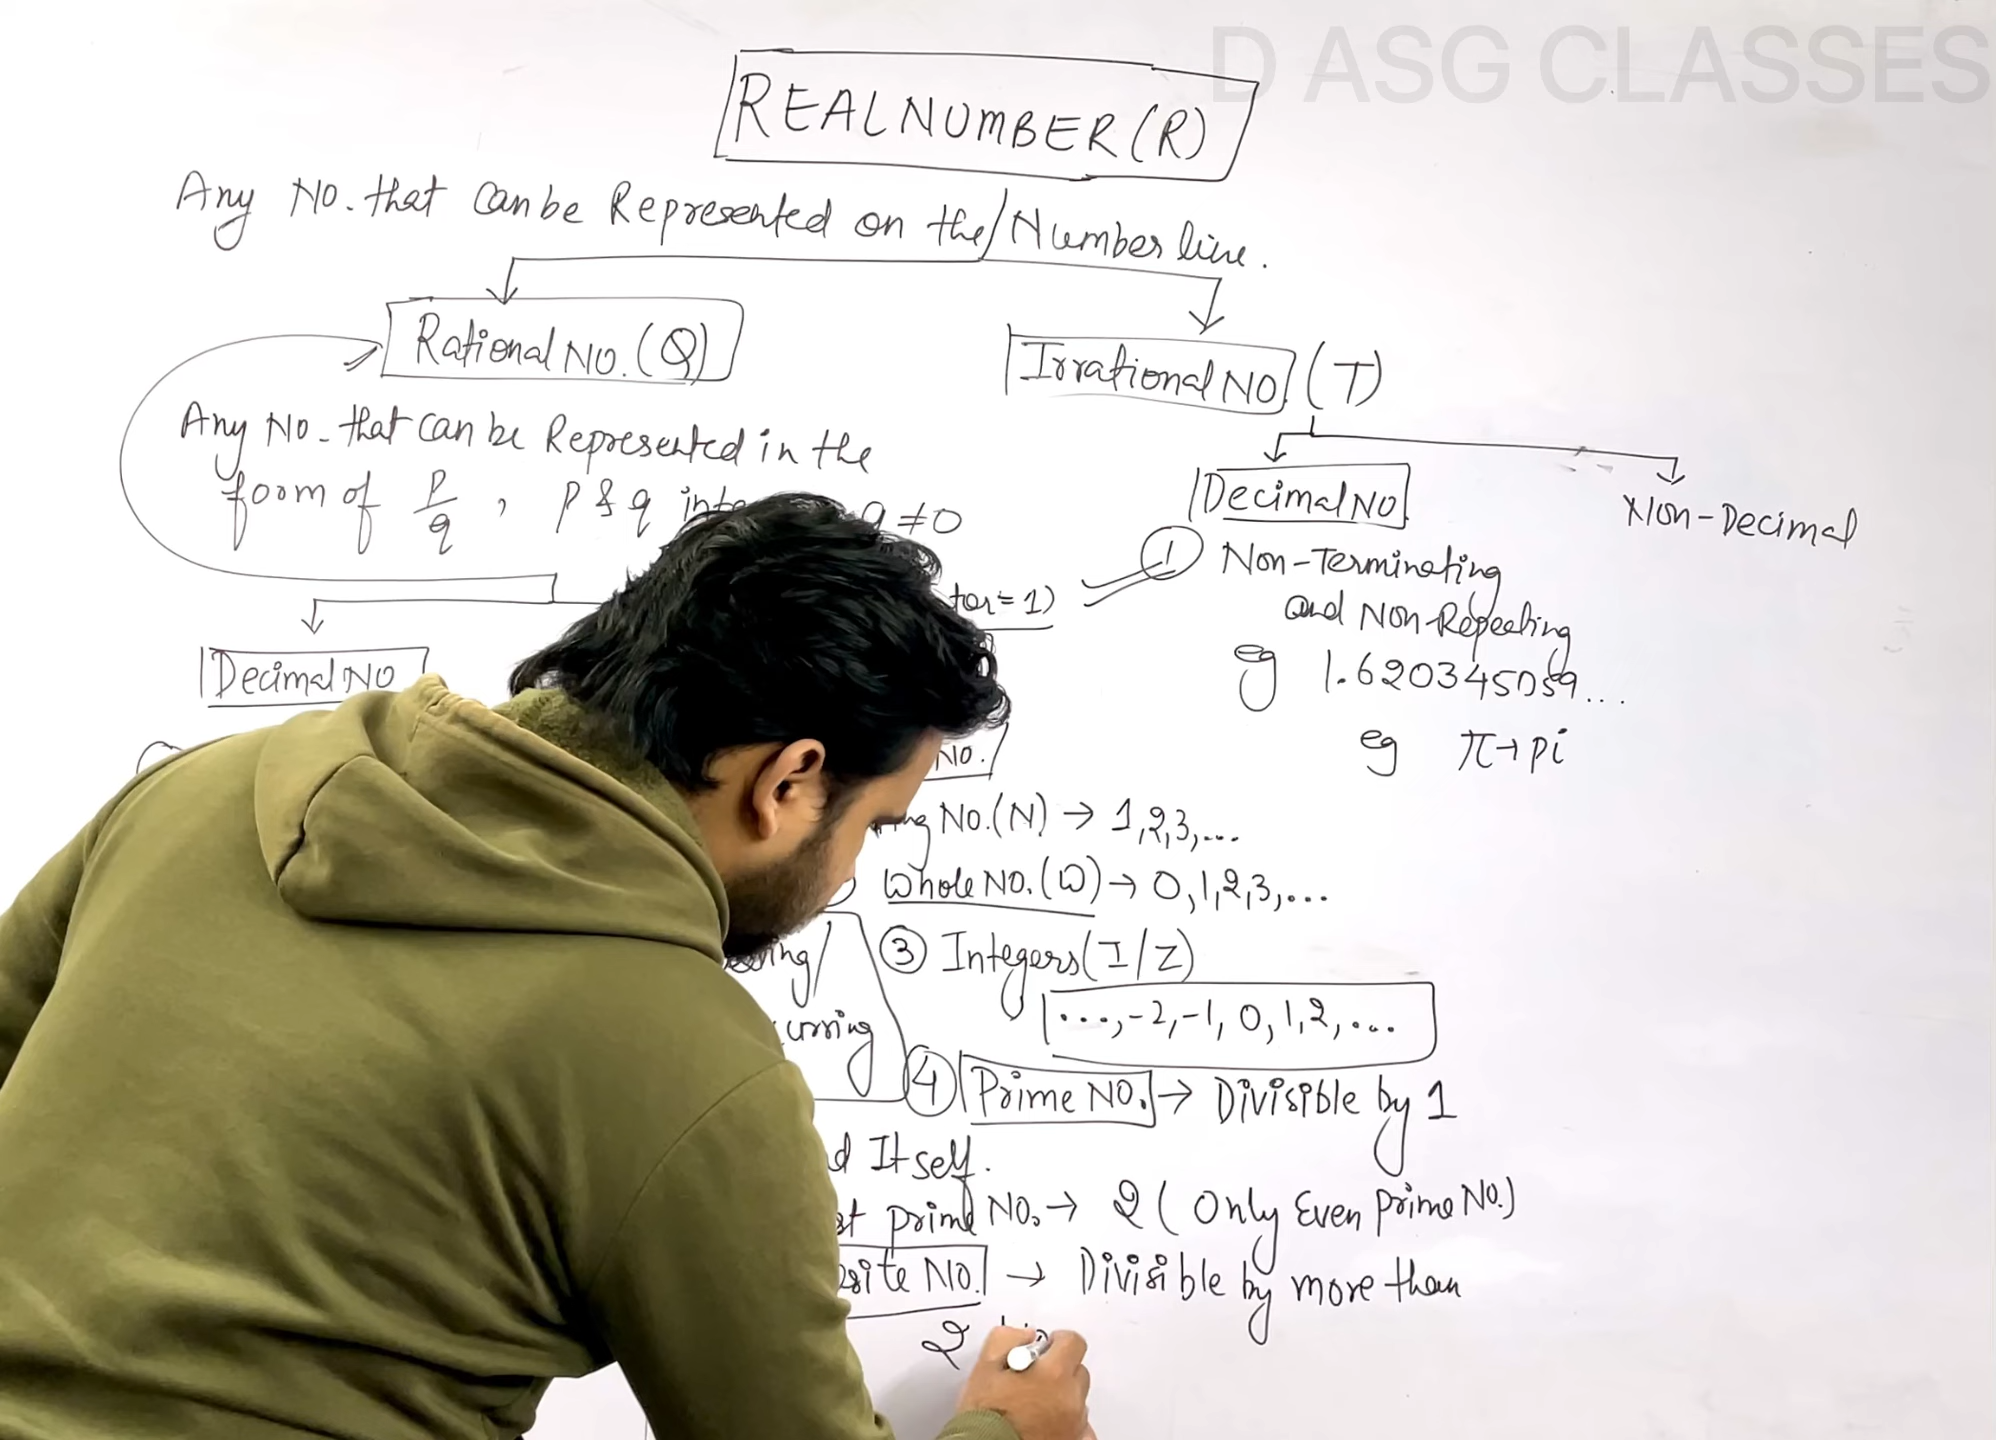 D ASG CLASSES
REAL NUMBER (R)
Any No. that can be Represented on the Number line.
Rational NO. (Q)
Irrational NO. (T)
Any No. that can be Represented in the
form of p/q , p & q ≠0
Decimal NO
Non-Decimal
① Non-Terminating
and Non-Repeating
eg 1.620345059...
eg π→pi
=1)
Decimal NO
NO.
No.(N) → 1,2,3,...
Whole NO. (W) → 0,1,2,3,...
③ Integers (I/Z)
...,-2,-1, 0, 1, 2, ...
④ Prime NO. → Divisible by 1
Itself.
prime NO. → 2 ( Only Even prime NO.)
NO. → Divisible by more than
2